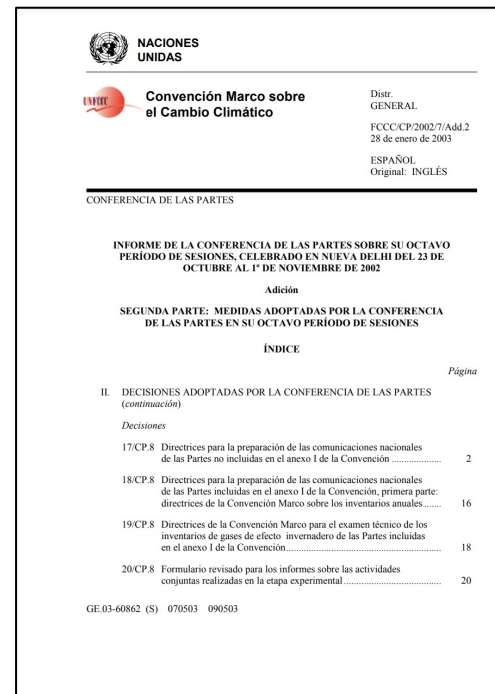 NACIONES
UNIDAS
UNFCCC
Convención Marco sobre
el Cambio Climático
Distr.
GENERAL
FCCC/CP/2002/7/Add.2
28 de enero de 2003
ESPAÑOL
Original: INGLÉS
CONFERENCIA DE LAS PARTES
INFORME DE LA CONFERENCIA DE LAS PARTES SOBRE SU OCTAVO
PERÍODO DE SESIONES, CELEBRADO EN NUEVA DELHI DEL 23 DE
OCTUBRE AL 1º DE NOVIEMBRE DE 2002
Adición
SEGUNDA PARTE: MEDIDAS ADOPTADAS POR LA CONFERENCIA
DE LAS PARTES EN SU OCTAVO PERÍODO DE SESIONES
ÍNDICE
Página
II. DECISIONES ADOPTADAS POR LA CONFERENCIA DE LAS PARTES
(continuación)
Decisiones
17/CP.8 Directrices para la preparación de las comunicaciones nacionales
de las Partes no incluidas en el anexo I de la Convención .................... 2
18/CP.8 Directrices para la preparación de las comunicaciones nacionales
de las Partes incluidas en el anexo I de la Convención, primera parte:
directrices de la Convención Marco sobre los inventarios anuales ....... 16
19/CP.8 Directrices de la Convención Marco para el examen técnico de los
inventarios de gases de efecto invernadero de las Partes incluidas
en el anexo I de la Convención............................................................. 18
20/CP.8 Formulario revisado para los informes sobre las actividades
conjuntas realizadas en la etapa experimental ...................................... 20
GE.03-60862 (S) 070503 090503